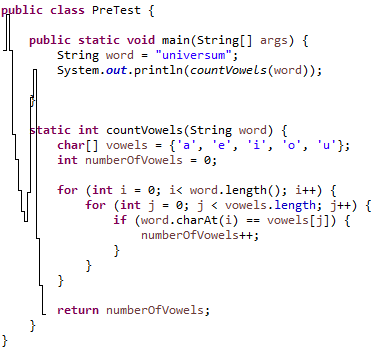 public class PreTest {
public static void main(String[] args) {
String word = "universum";
System.out.println(countVowels(word));
}
static int countVowels(String word) {
char[] vowels = {'a', 'e', 'i', 'o', 'u'};
int numberOfVowels = 0;
for (int i = 0; i< word.length(); i++) {
for (int j = 0; j < vowels.length; j++) {
if (word.charAt(i) == vowels[j]) {
numberOfVowels++;
}
}
}
return numberOfVowels;
}
}